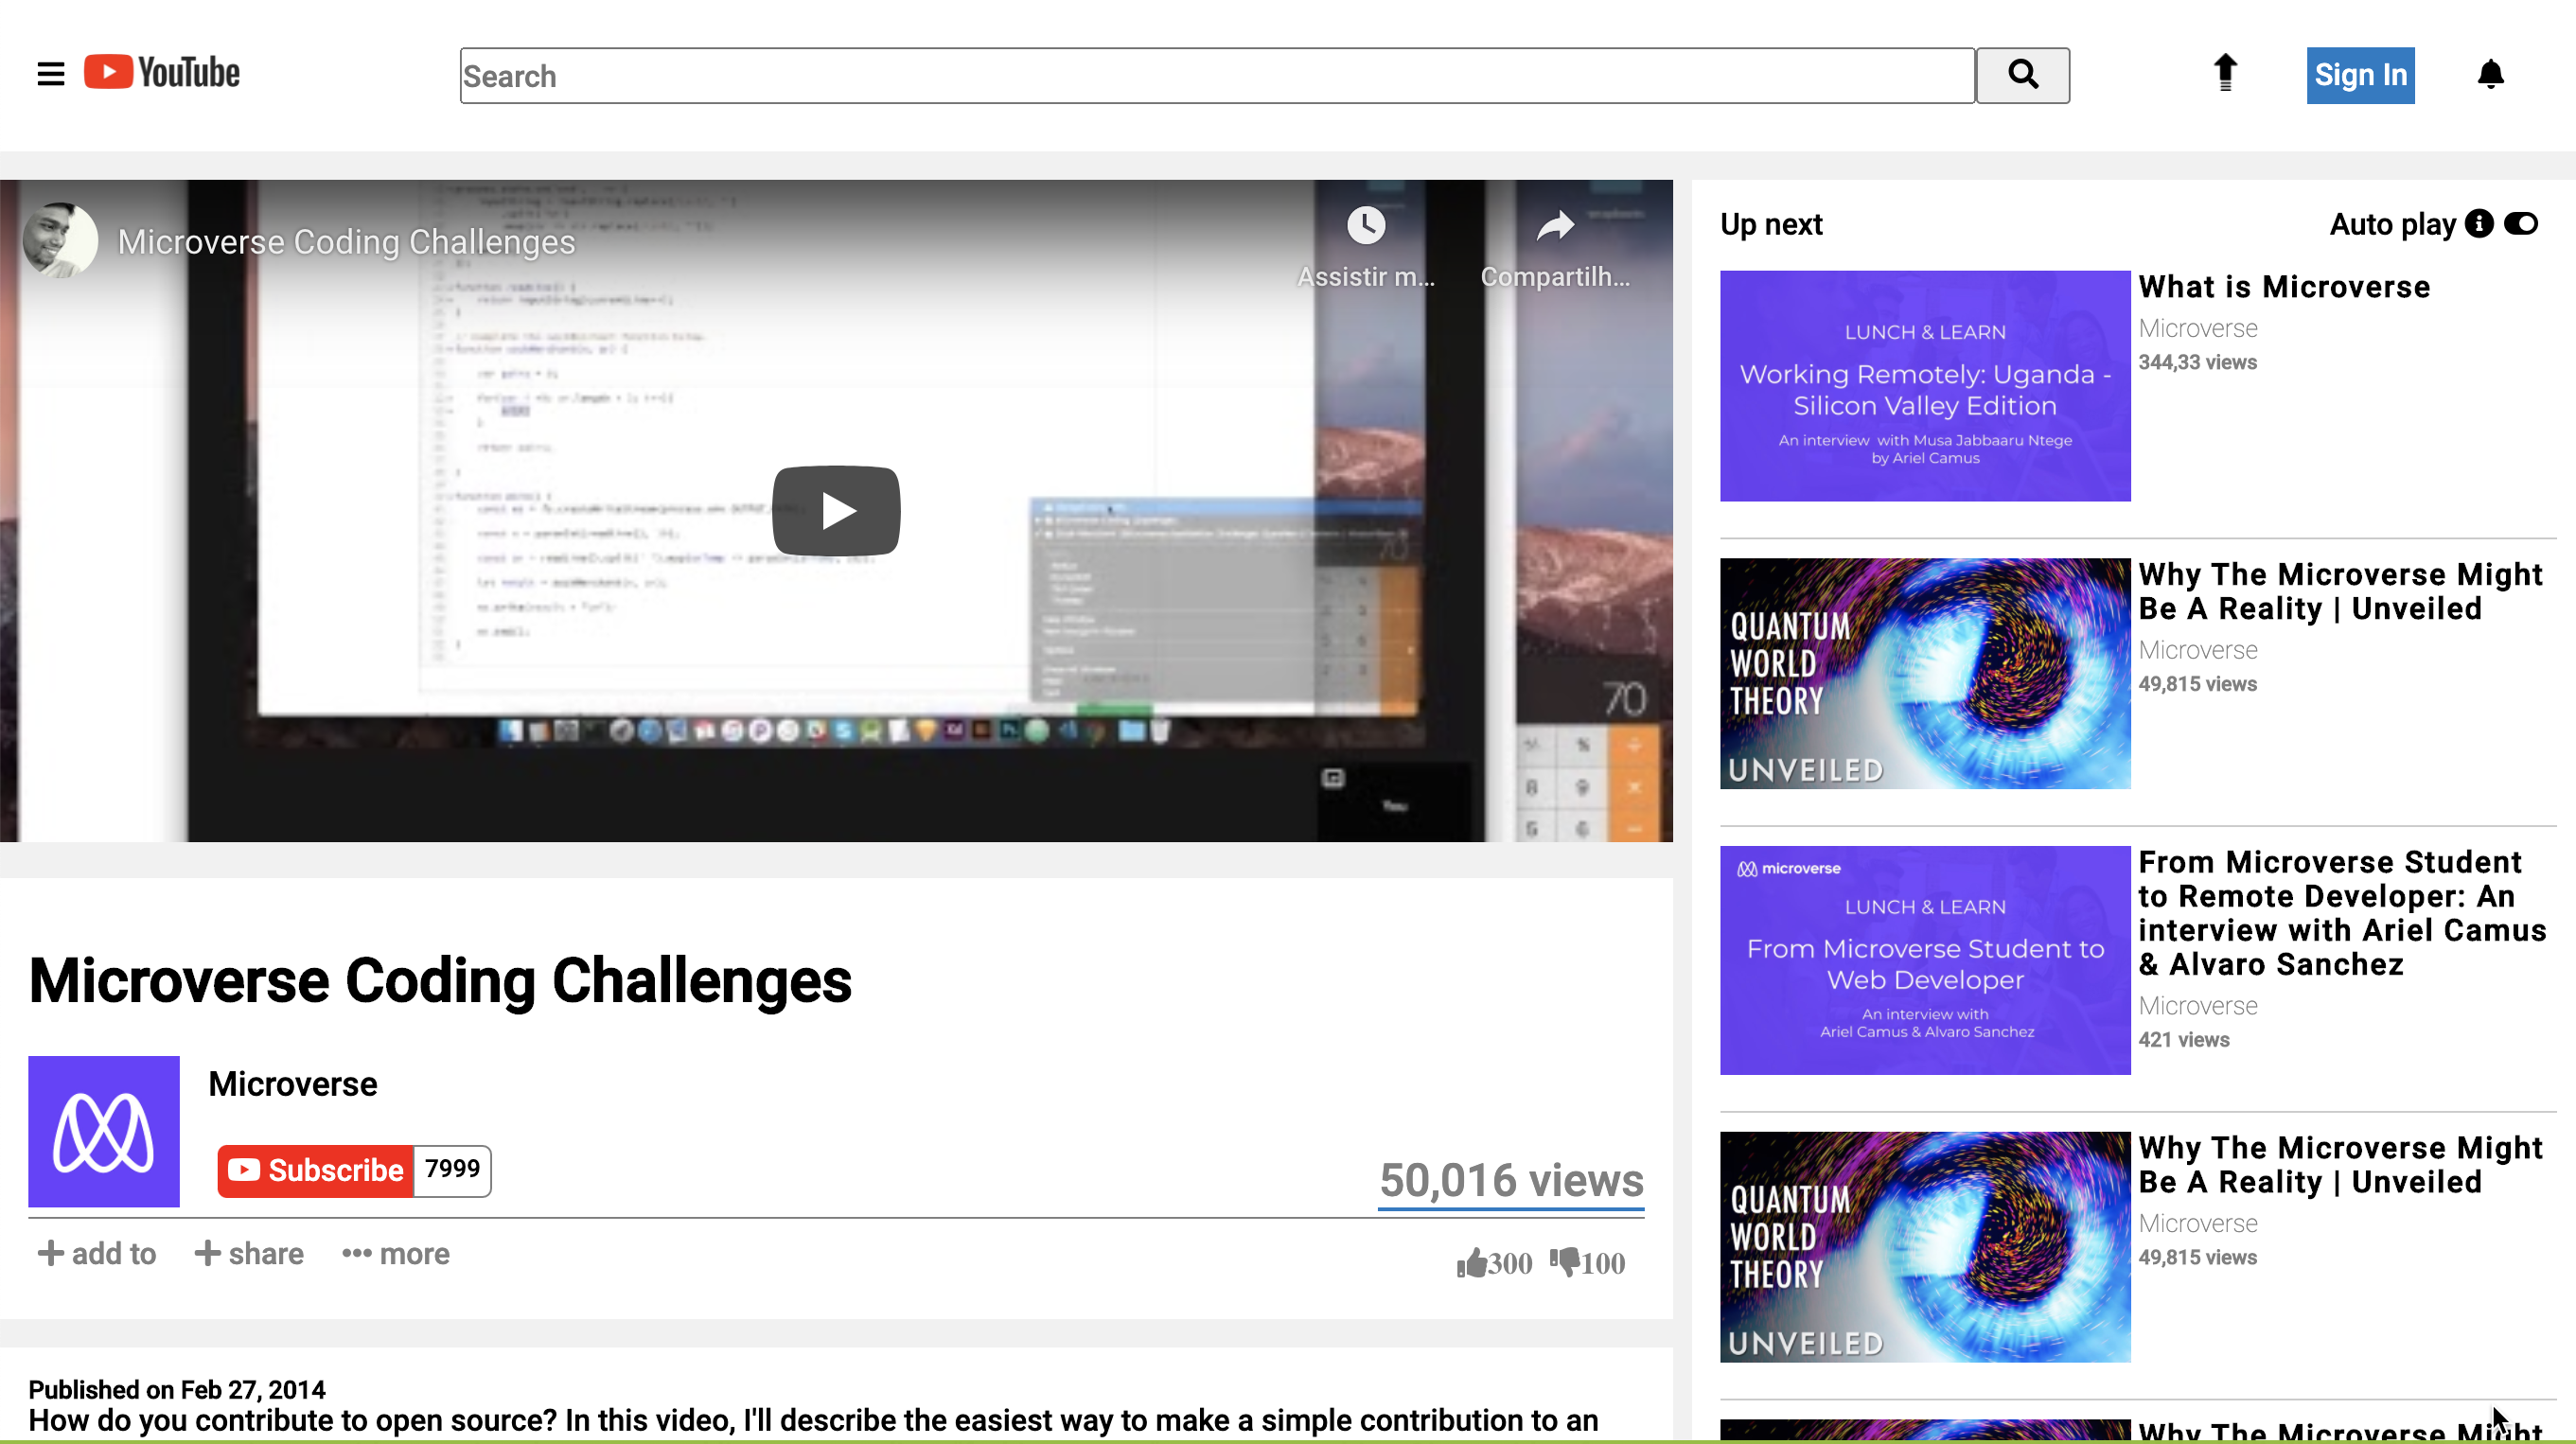 YouTube
Search
Sign In
Microverse Coding Challenges
Assistir m...
Compartilh...
70
You
Up next
Auto play
LUNCH & LEARN
Working Remotely: Uganda -
Silicon Valley Edition
An interview with Musa Jabbaaru Ntege
by Ariel Camus
What is Microverse
Microverse
344,33 views
QUANTUM
WORLD
THEORY
UNVEILED
Why The Microverse Might
Be A Reality | Unveiled
Microverse
49,815 views
microverse
LUNCH & LEARN
From Microverse Student to
Web Developer
An interview with
Ariel Camus & Alvaro Sanchez
From Microverse Student
to Remote Developer: An
interview with Ariel Camus
& Alvaro Sanchez
Microverse
421 views
QUANTUM
WORLD
THEORY
UNVEILED
Why The Microverse Might
Be A Reality | Unveiled
Microverse
49,815 views
Why The Microverse Might
Microverse Coding Challenges
Microverse
Subscribe 7999
50,016 views
add to share more
300 100
Published on Feb 27, 2014
How do you contribute to open source? In this video, I'll describe the easiest way to make a simple contribution to an